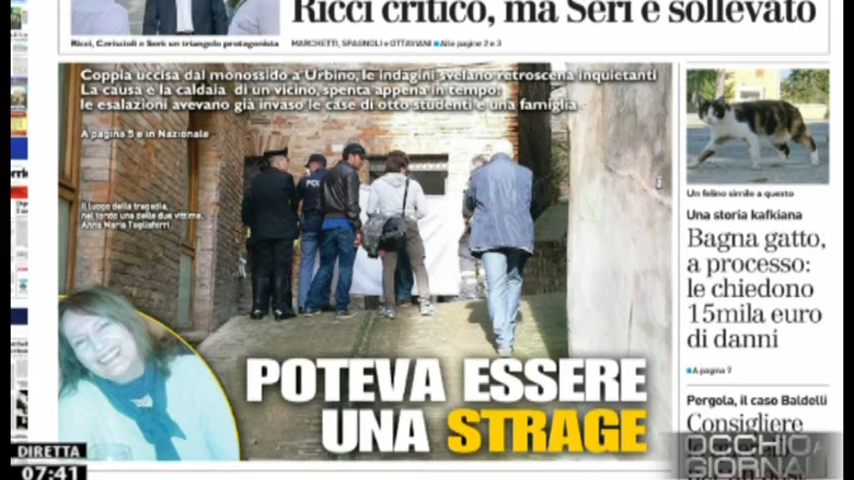 Ricci critico, ma Seri è sollevato
Ricci, Ceriscioli e Seri: un triangolo protagonista
MARCHETTI, SPAGNOLI e OTTAVIANI Alle pagine 2 e 3
Coppia uccisa dal monossido a Urbino, le indagini svelano retroscena inquietanti
La causa è la caldaia di un vicino, spenta appena in tempo:
le esalazioni avevano già invaso le case di otto studenti e una famiglia
A pagina 5 e in Nazionale
Il luogo della tragedia,
nel tondo una delle due vittime,
Anna Maria Tagliaferri
POTEVA ESSERE
UNA STRAGE
Un felino simile a questo
Una storia kafkiana
Bagna gatto,
a processo:
le chiedono
15mila euro
di danni
A pagina 7
Pergola, il caso Baldelli
Consigliere
DIRETTA
07:41
OCCHIO A
GIORNALI